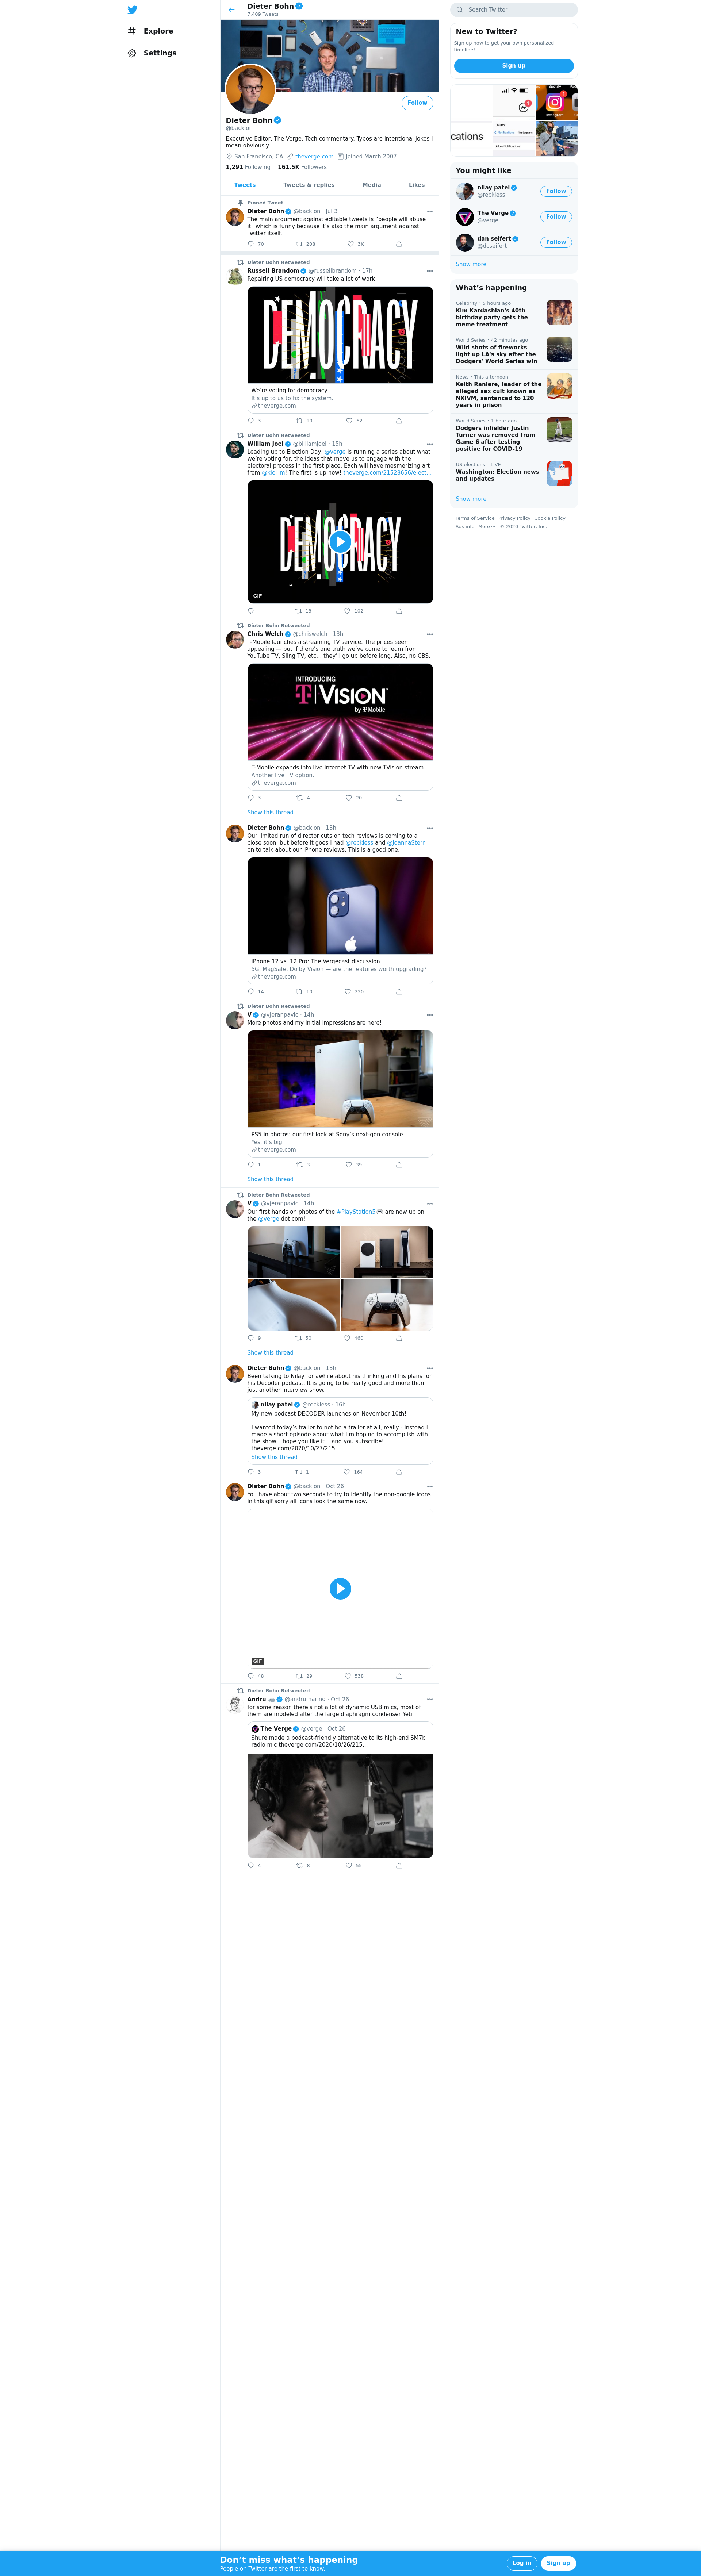 Explore
Settings
Dieter Bohn
7,409 Tweets
Follow
Dieter Bohn
@backlon
Executive Editor, The Verge. Tech commentary. Typos are intentional jokes I
mean obviously.
San Francisco, CA theverge.com Joined March 2007
1,291 Following 161.5K Followers
Tweets Tweets & replies Media Likes
Pinned Tweet
Dieter Bohn @backlon · Jul 3
The main argument against editable tweets is “people will abuse
it” which is funny because it’s also the main argument against
Twitter itself.
70 208 3K
Dieter Bohn Retweeted
Russell Brandom @russellbrandom · 17h
Repairing US democracy will take a lot of work
DEMOCRACY
We’re voting for democracy
It’s up to us to fix the system.
theverge.com
3 19 62
Dieter Bohn Retweeted
William Joel @billiamjoel · 15h
Leading up to Election Day, @verge is running a series about what
we’re voting for, the ideas that move us to engage with the
electoral process in the first place. Each will have mesmerizing art
from @kiel_mf The first is up now! theverge.com/21528656/elect…
DEMOCRACY
GIF
13 102
Dieter Bohn Retweeted
Chris Welch @chriswelch · 13h
T-Mobile launches a streaming TV service. The prices seem
appealing — but if there’s one truth we’ve come to learn from
YouTube TV, Sling TV, etc… they’ll go up before long. Also, no CBS.
INTRODUCING
T VISION
by T Mobile
T-Mobile expands into live internet TV with new TVision stream…
Another live TV option.
theverge.com
3 4 20
Show this thread
Dieter Bohn @backlon · 13h
Our limited run of director cuts on tech reviews is coming to a
close soon, but before it goes I had @reckless and @JoannaStern
on to talk about our iPhone reviews. This is a good one:
iPhone 12 vs. 12 Pro: The Vergecast discussion
5G, MagSafe, Dolby Vision — are the features worth upgrading?
theverge.com
14 10 220
Dieter Bohn Retweeted
V @vjeranpavic · 14h
More photos and my initial impressions are here!
PS5 in photos: our first look at Sony’s next-gen console
Yes, it’s big
theverge.com
1 3 39
Show this thread
Dieter Bohn Retweeted
V @vjeranpavic · 14h
Our first hands on photos of the #PlayStation5 are now up on
the @verge dot com!
9 50 460
Show this thread
Dieter Bohn @backlon · 13h
Been talking to Nilay for awhile about his thinking and his plans for
his Decoder podcast. It is going to be really good and more than
just another interview show.
nilay patel @reckless · 16h
My new podcast DECODER launches on November 10th!
I wanted today’s trailer to not be a trailer at all, really - instead I
made a short episode about what I’m hoping to accomplish with
the show. I hope you like it… and you subscribe!
theverge.com/2020/10/27/215…
Show this thread
3 1 164
Dieter Bohn @backlon · Oct 26
You have about two seconds to try to identify the non-google icons
in this gif sorry all icons look the same now.
GIF
48 29 538
Dieter Bohn Retweeted
Andru @andrumarino · Oct 26
for some reason there's not a lot of dynamic USB mics, most of
them are modeled after the large diaphragm condenser Yeti
The Verge @verge · Oct 26
Shure made a podcast-friendly alternative to its high-end SM7b
radio mic theverge.com/2020/10/26/215…
4 8 55
Search Twitter
New to Twitter?
Sign up now to get your own personalized
timeline!
Sign up
cations
Instagram
You might like
nilay patel
@reckless
Follow
The Verge
@verge
Follow
dan seifert
@dcseifert
Follow
Show more
What’s happening
Celebrity · 5 hours ago
Kim Kardashian's 40th
birthday party gets the
meme treatment
World Series · 42 minutes ago
Wild shots of fireworks
light up LA's sky after the
Dodgers' World Series win
News · This afternoon
Keith Raniere, leader of the
alleged sex cult known as
NXIVM, sentenced to 120
years in prison
World Series · 1 hour ago
Dodgers infielder Justin
Turner was removed from
Game 6 after testing
positive for COVID-19
US elections · LIVE
Washington: Election news
and updates
Show more
Terms of Service Privacy Policy Cookie Policy
Ads info More © 2020 Twitter, Inc.
Don’t miss what’s happening
People on Twitter are the first to know.
Log in Sign up